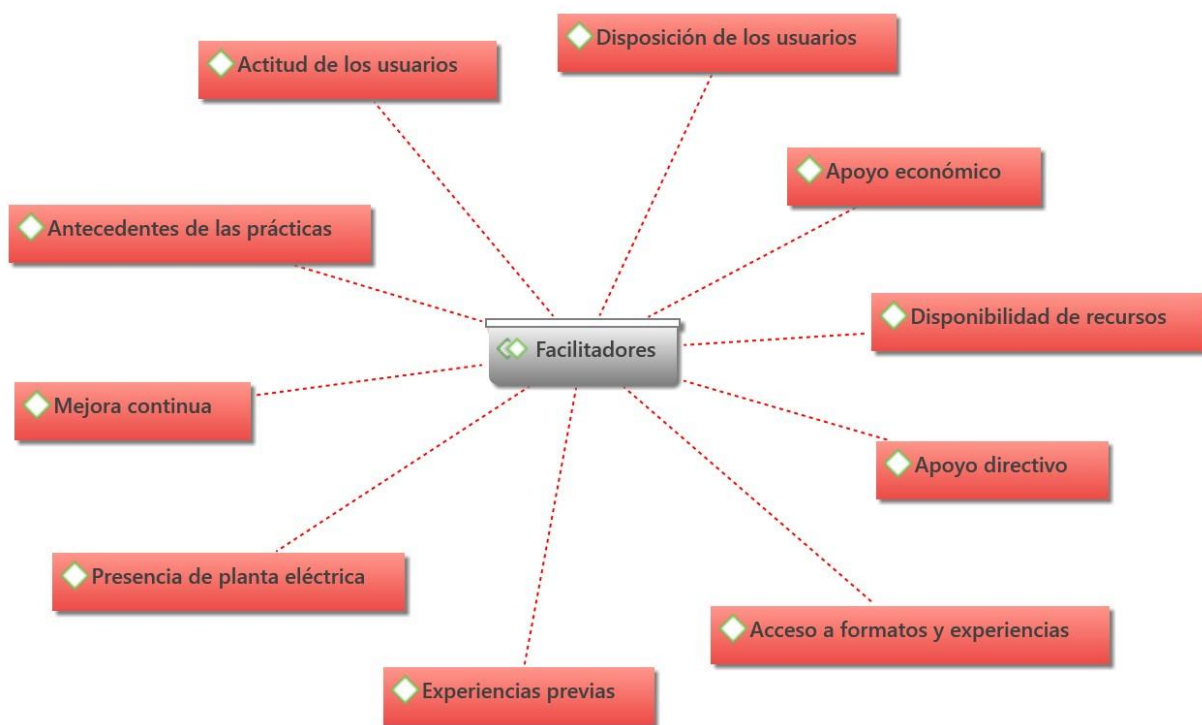 Disposición de los usuarios
Actitud de los usuarios
Apoyo económico
Antecedentes de las prácticas
Disponibilidad de recursos
Facilitadores
Mejora continua
Apoyo directivo
Presencia de planta eléctrica
Acceso a formatos y experiencias
Experiencias previas